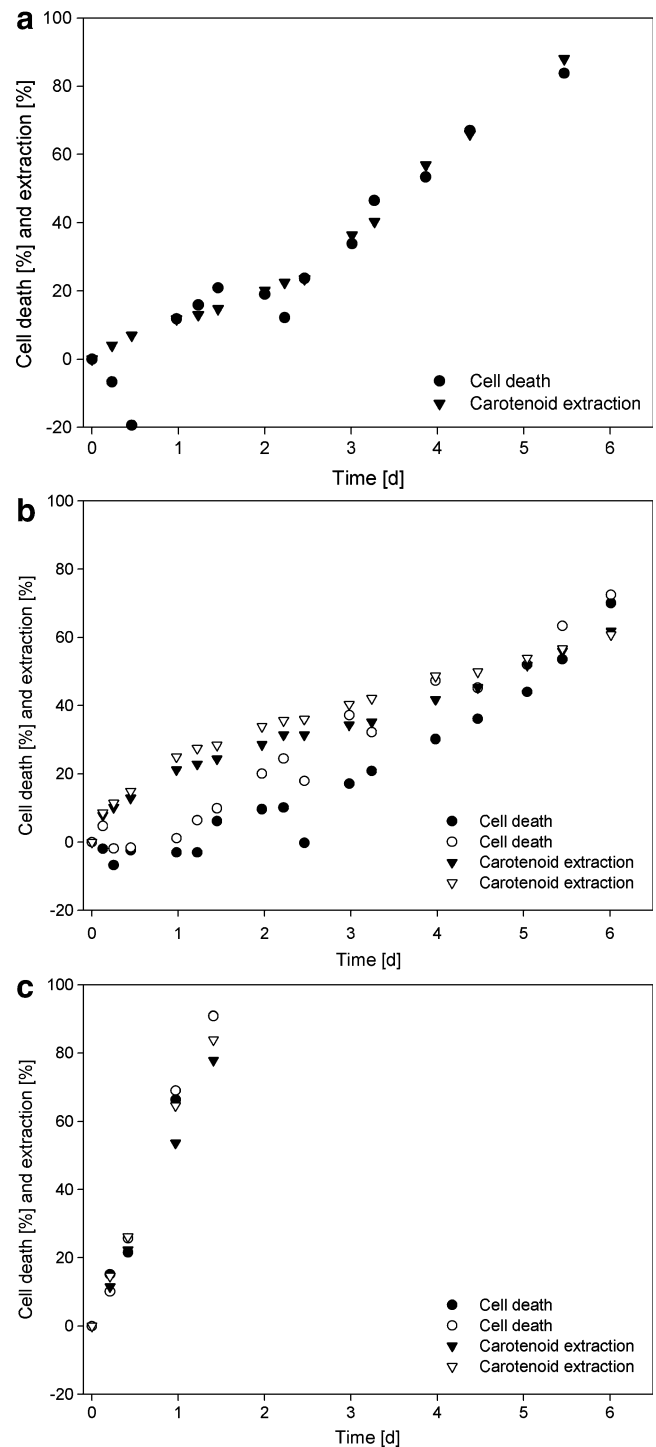 a
100
80
60
40
20
0
-20
Cell death [%] and extraction [%]
Cell death
Carotenoid extraction
0 1 2 3 4 5 6
Time [d]
b
100
80
60
40
20
0
-20
Cell death [%] and extraction [%]
Cell death
Cell death
Carotenoid extraction
Carotenoid extraction
0 1 2 3 4 5 6
Time [d]
c
100
80
60
40
20
0
-20
Cell death [%] and extraction [%]
Cell death
Cell death
Carotenoid extraction
Carotenoid extraction
0 1 2 3 4 5 6
Time [d]